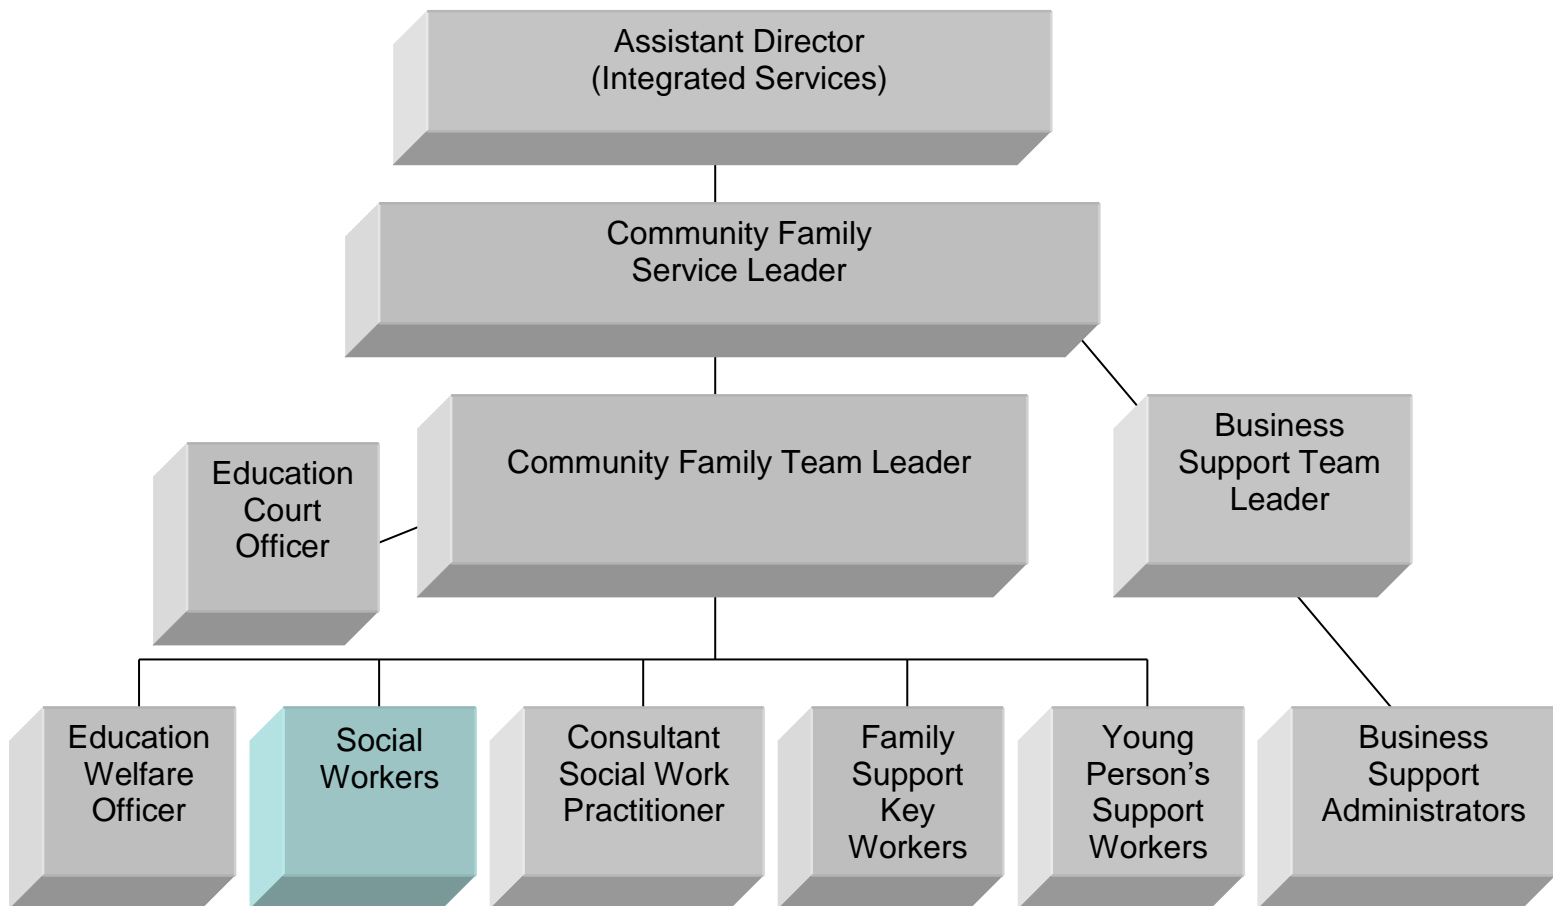 Assistant Director
(Integrated Services)
Community Family
Service Leader
Community Family Team Leader
Business
Support Team
Leader
Education
Court
Officer
Education
Welfare
Officer
Social
Workers
Consultant
Social Work
Practitioner
Family
Support
Key
Workers
Young
Person’s
Support
Workers
Business
Support
Administrators